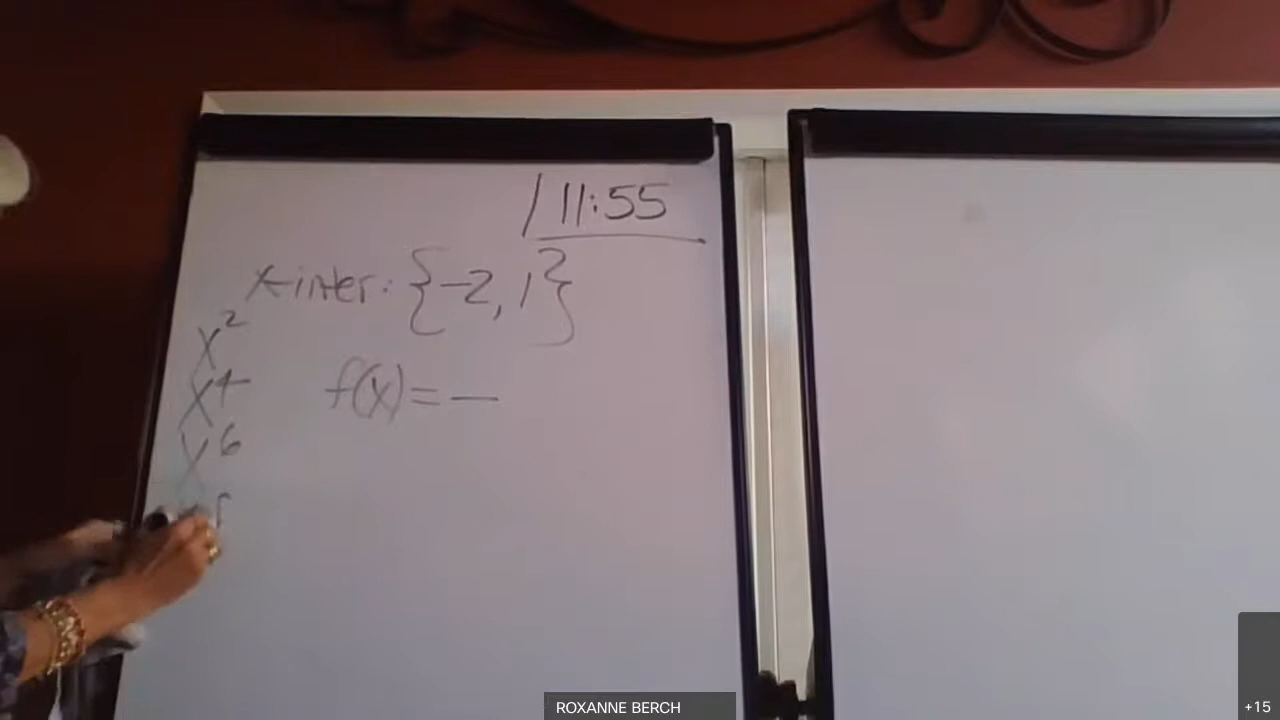 11:55
x-inter: {-2, 1}
x²
x⁴
f(x) = —
x⁶
ROXANNE BERCH
+15